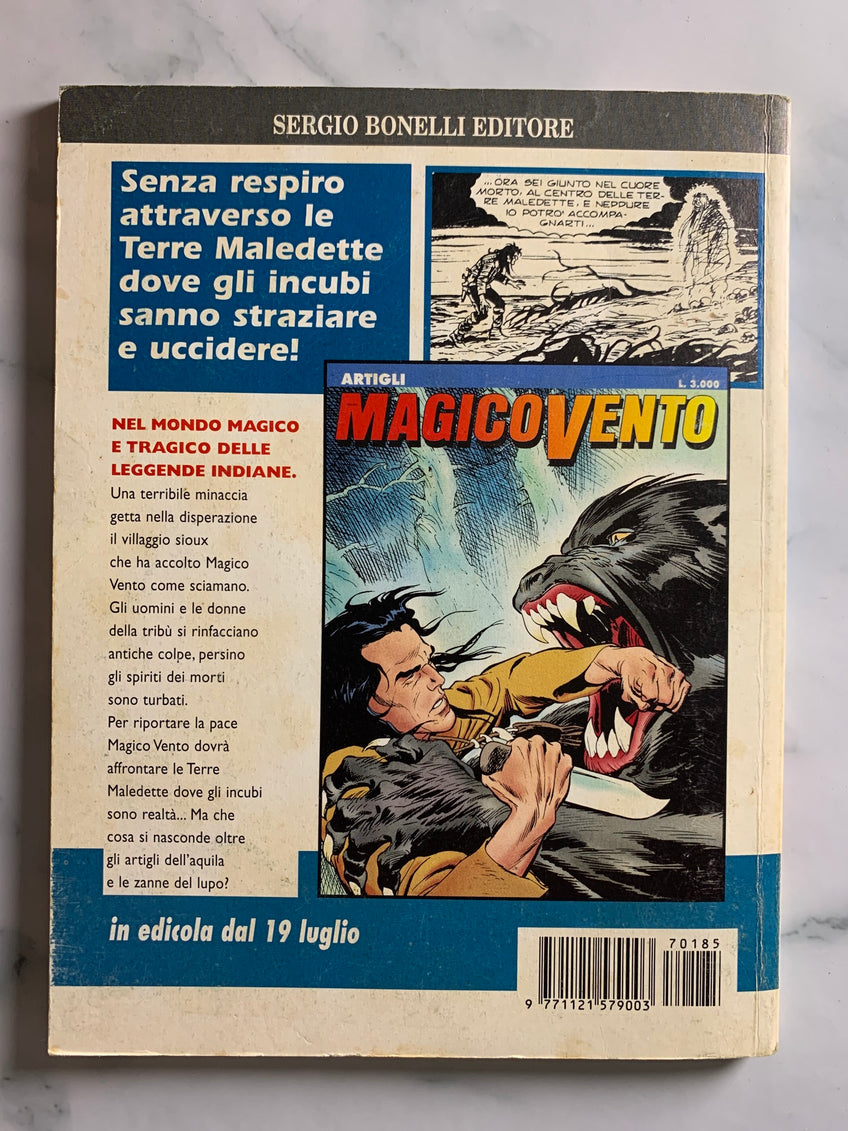 SERGIO BONELLI EDITORE
Senza respiro
attraverso le
Terre Maledette
dove gli incubi
sanno straziare
e uccidere!
...ORA SEI GIUNTO NEL CUORE
MORTO, AL CENTRO DELLE TER-
RE MALEDETTE, E NEPPURE
IO POTRO' ACCOMPA-
GNARTI...
ARTIGLI
L. 3.000
MAGICO VENTO
NEL MONDO MAGICO
E TRAGICO DELLE
LEGGENDE INDIANE.
Una terribile minaccia
getta nella disperazione
il villaggio sioux
che ha accolto Magico
Vento come sciamano.
Gli uomini e le donne
della tribù si rinfacciano
antiche colpe, persino
gli spiriti dei morti
sono turbati.
Per riportare la pace
Magico Vento dovrà
affrontare le Terre
Maledette dove gli incubi
sono realtà... Ma che
cosa si nasconde oltre
gli artigli dell'aquila
e le zanne del lupo?
in edicola dal 19 luglio
70185
9 771121 579003